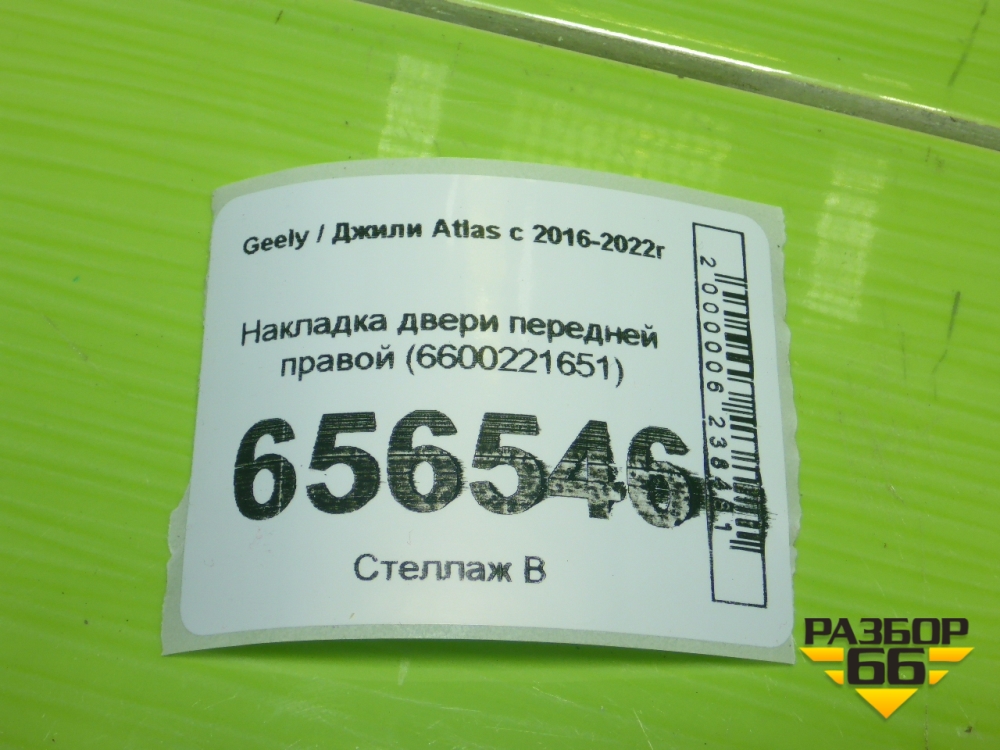 Geely / Джили Atlas с 2016-2022г
Накладка двери передней
правой (6600221651)
656546
Стеллаж В
РАЗБОР
66